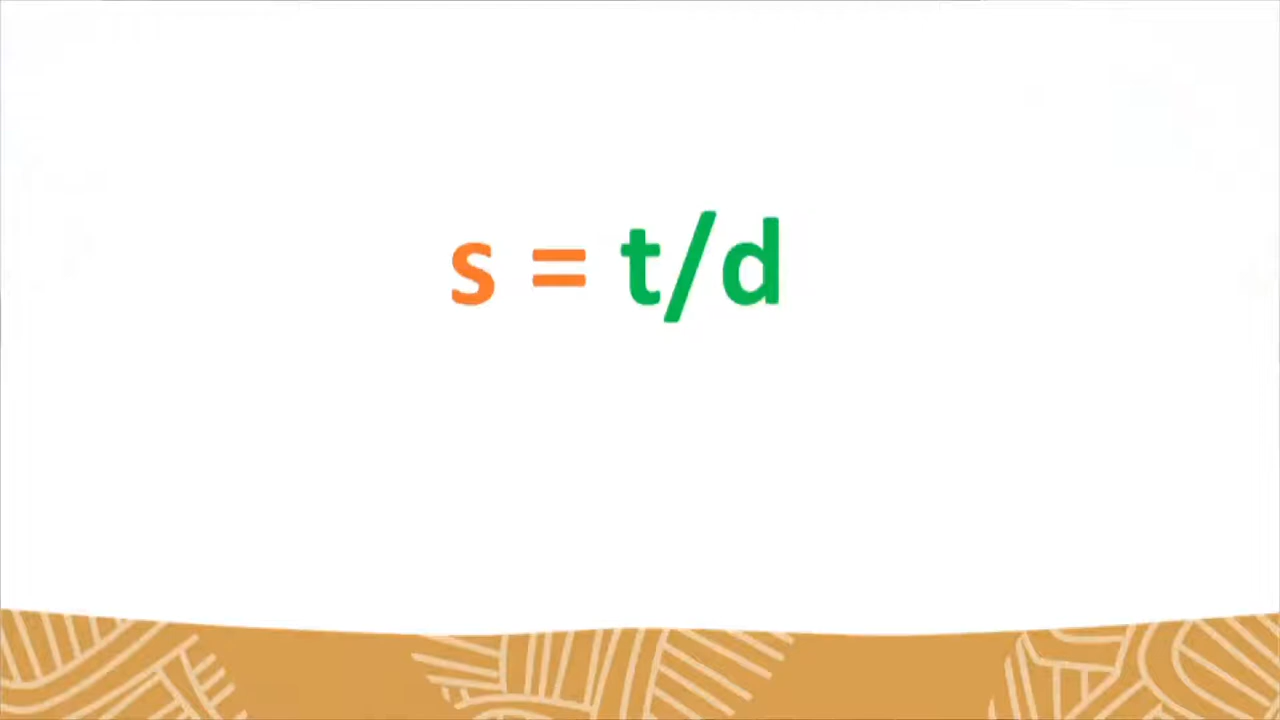 s = t/d